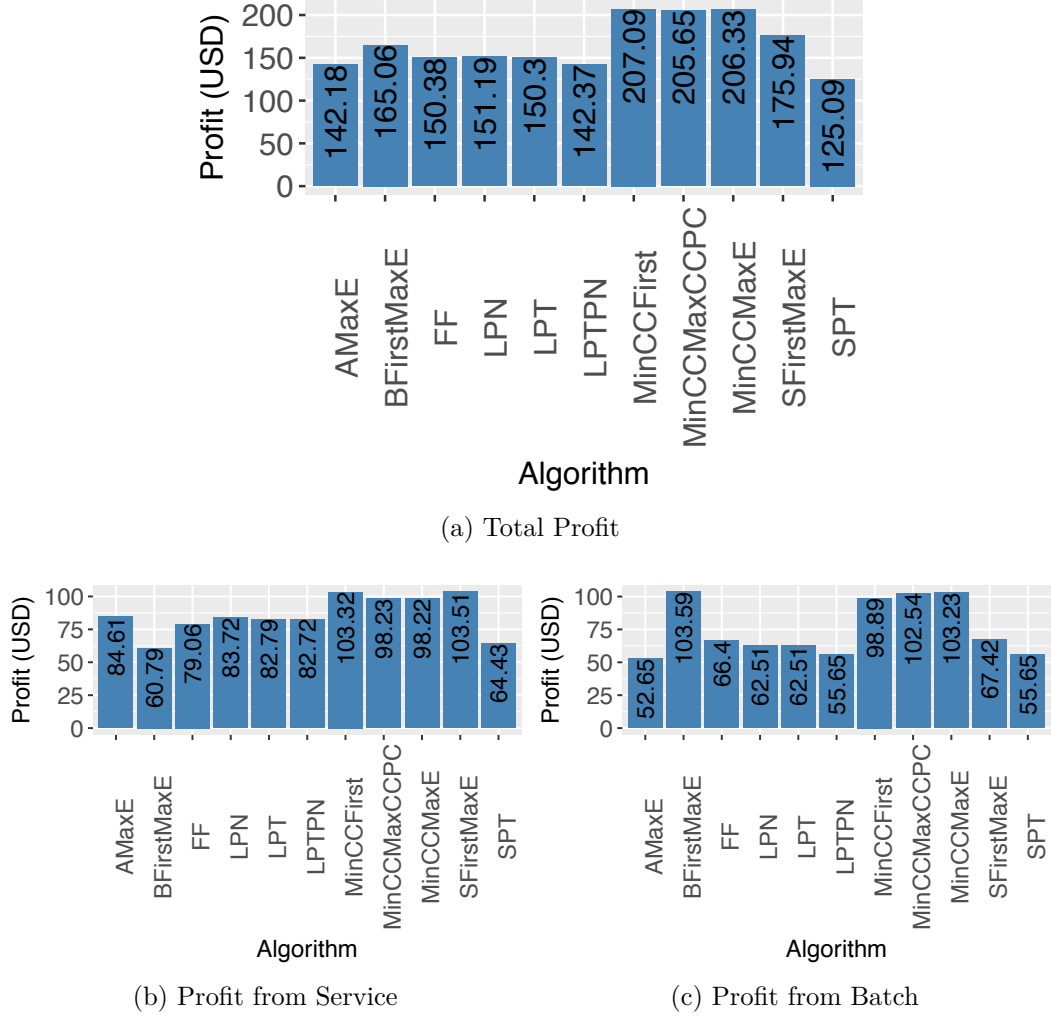 Profit (USD)
200
150
100
50
0
142.18
165.06
150.38
151.19
150.3
142.37
207.09
205.65
206.33
175.94
125.09
AMaxE
BFirstMaxE
FF
LPN
LPT
LPTPN
MinCCFirst
MinCCMaxCCPC
MinCCMaxE
SFirstMaxE
SPT
Algorithm
(a) Total Profit
Profit (USD)
100
75
50
25
0
84.61
60.79
79.06
83.72
82.79
82.72
103.32
98.23
98.22
103.51
64.43
AMaxE
BFirstMaxE
FF
LPN
LPT
LPTPN
MinCCFirst
MinCCMaxCCPC
MinCCMaxE
SFirstMaxE
SPT
Algorithm
(b) Profit from Service
Profit (USD)
100
75
50
25
0
52.65
103.59
66.4
62.51
62.51
55.65
98.89
102.54
103.23
67.42
55.65
AMaxE
BFirstMaxE
FF
LPN
LPT
LPTPN
MinCCFirst
MinCCMaxCCPC
MinCCMaxE
SFirstMaxE
SPT
Algorithm
(c) Profit from Batch